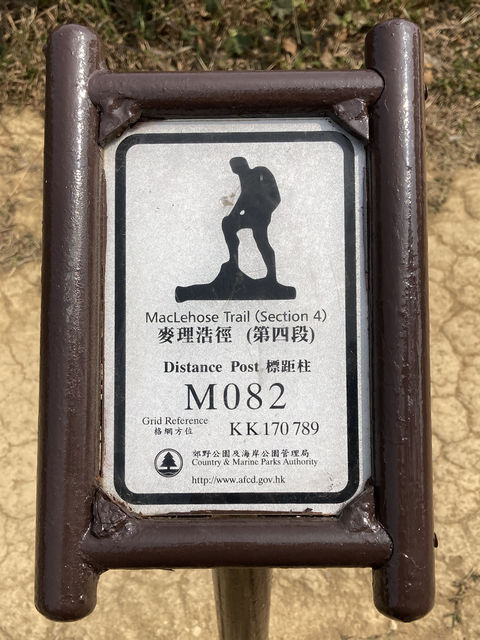 MacLehose Trail (Section 4)
麥理浩徑 (第四段)
Distance Post 標距柱
M082
Grid Reference
格網方位 KK 170 789
郊野公園及海岸公園管理局
Country & Marine Parks Authority
http://www.afcd.gov.hk